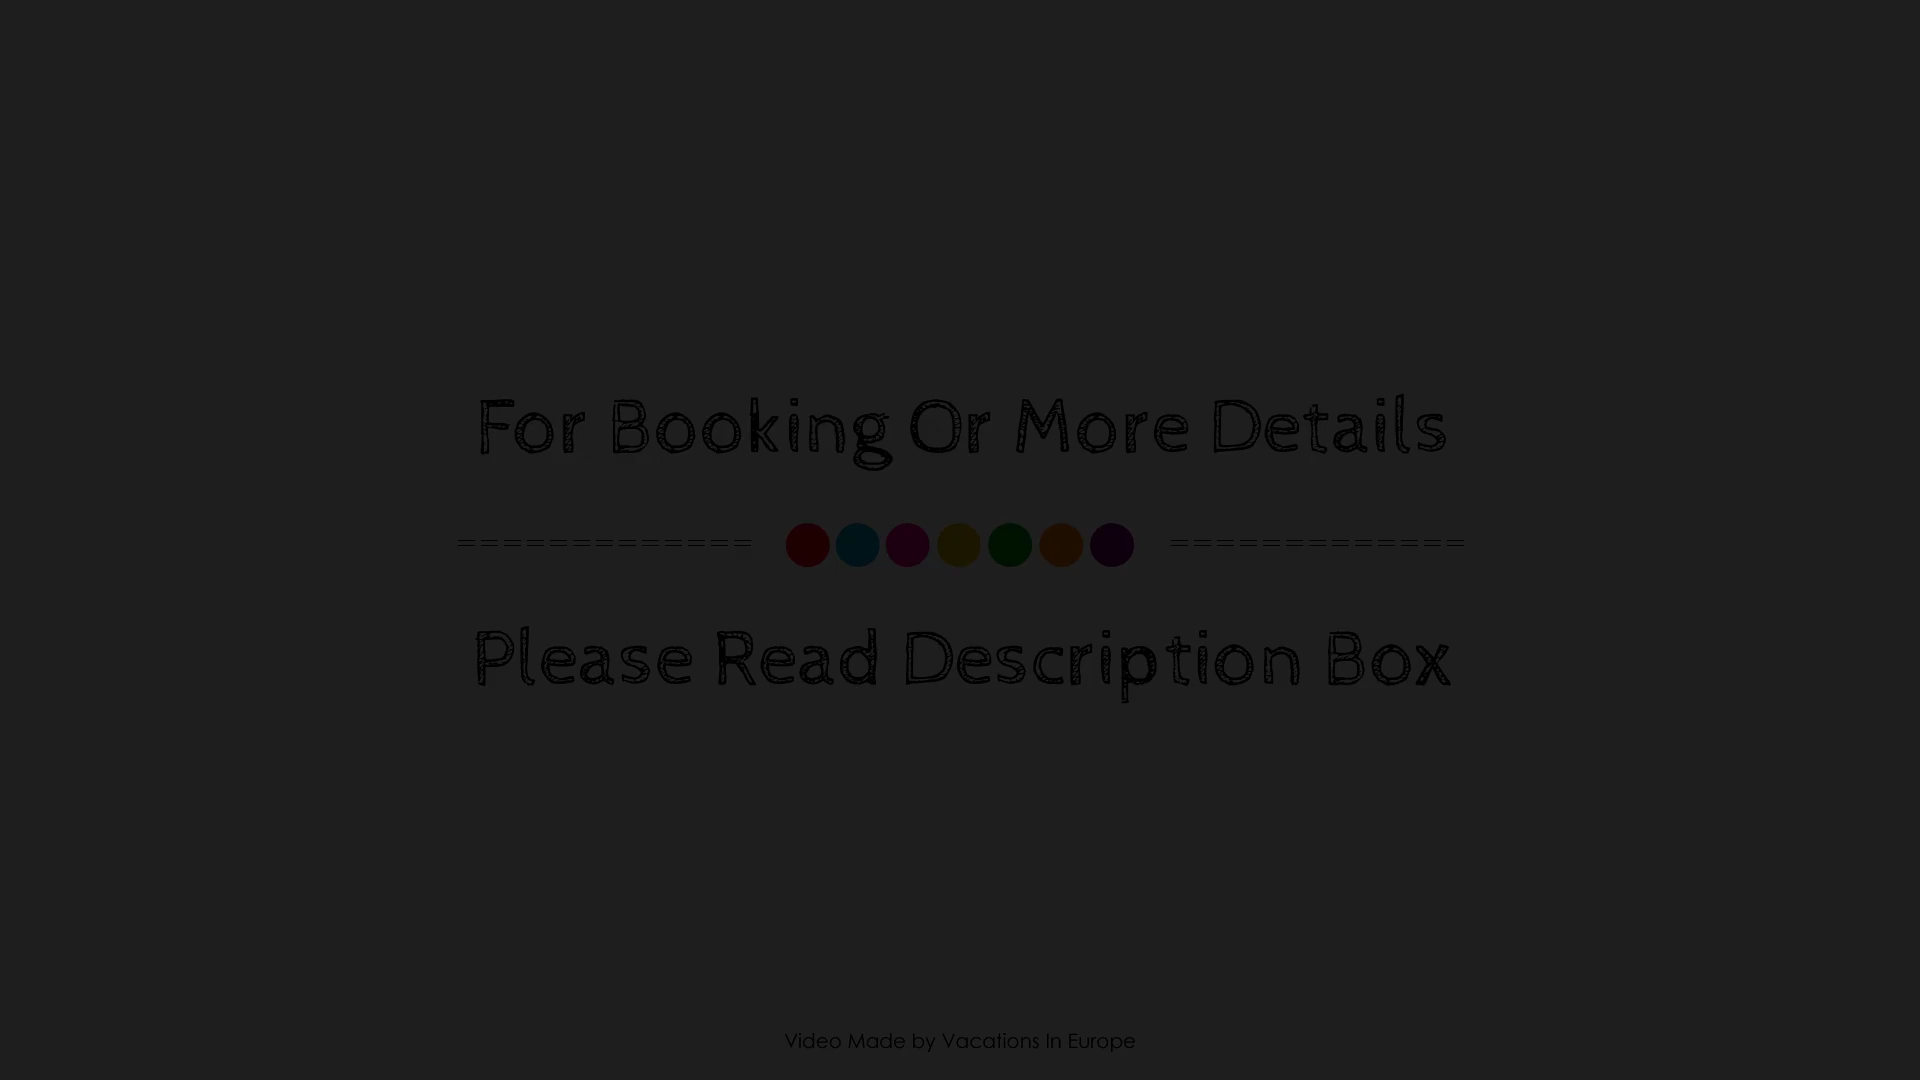 For Booking Or More Details
============= =============
Please Read Description Box
Video Made by Vacations In Europe